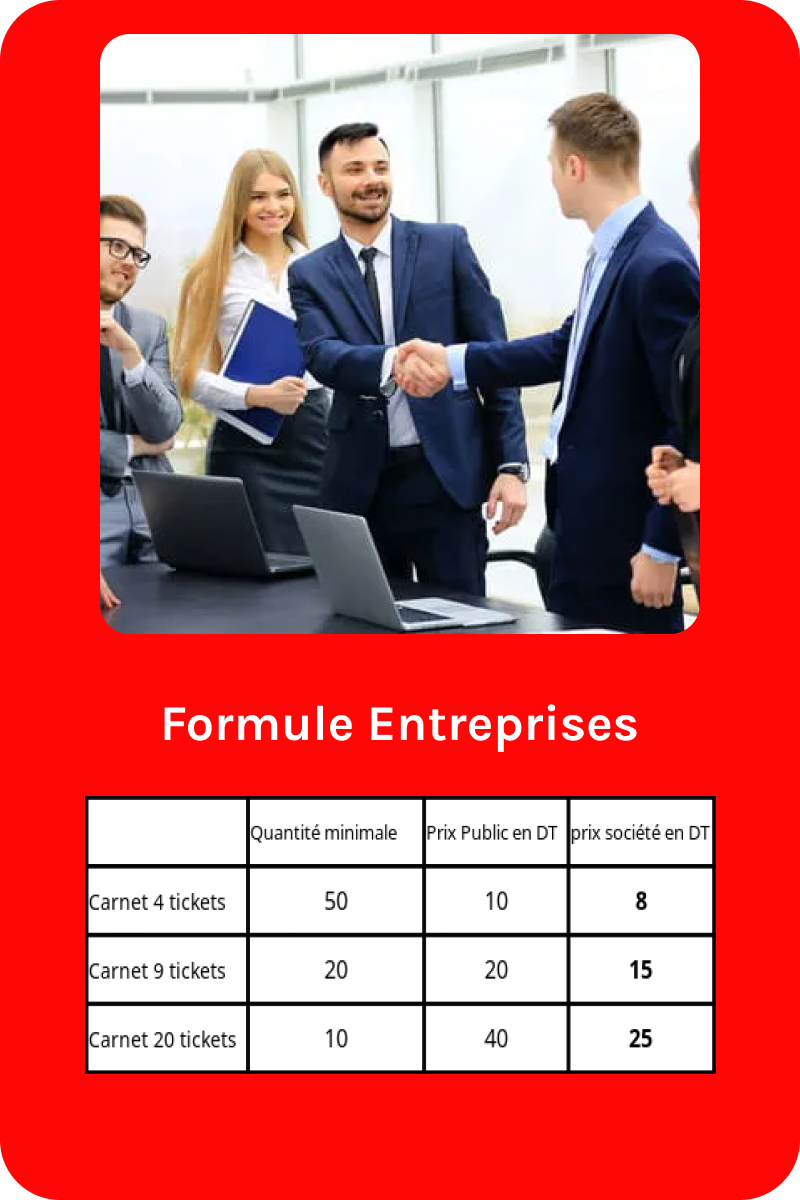 Formule Entreprises
Quantité minimale Prix Public en DT prix société en DT
Carnet 4 tickets 50 10 8
Carnet 9 tickets 20 20 15
Carnet 20 tickets 10 40 25